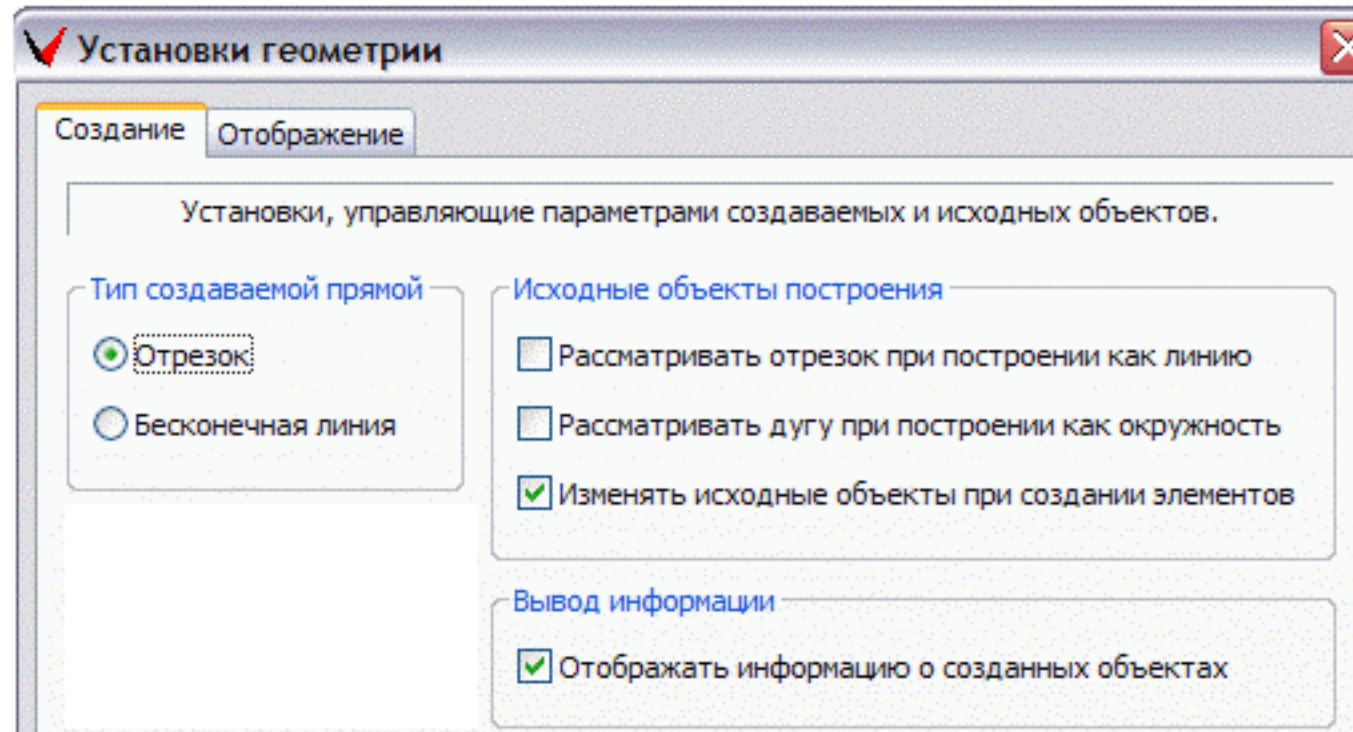 Установки геометрии
Создание
Отображение
Установки, управляющие параметрами создаваемых и исходных объектов.
Тип создаваемой прямой
Отрезок
Бесконечная линия
Исходные объекты построения
Рассматривать отрезок при построении как линию
Рассматривать дугу при построении как окружность
Изменять исходные объекты при создании элементов
Вывод информации
Отображать информацию о созданных объектах